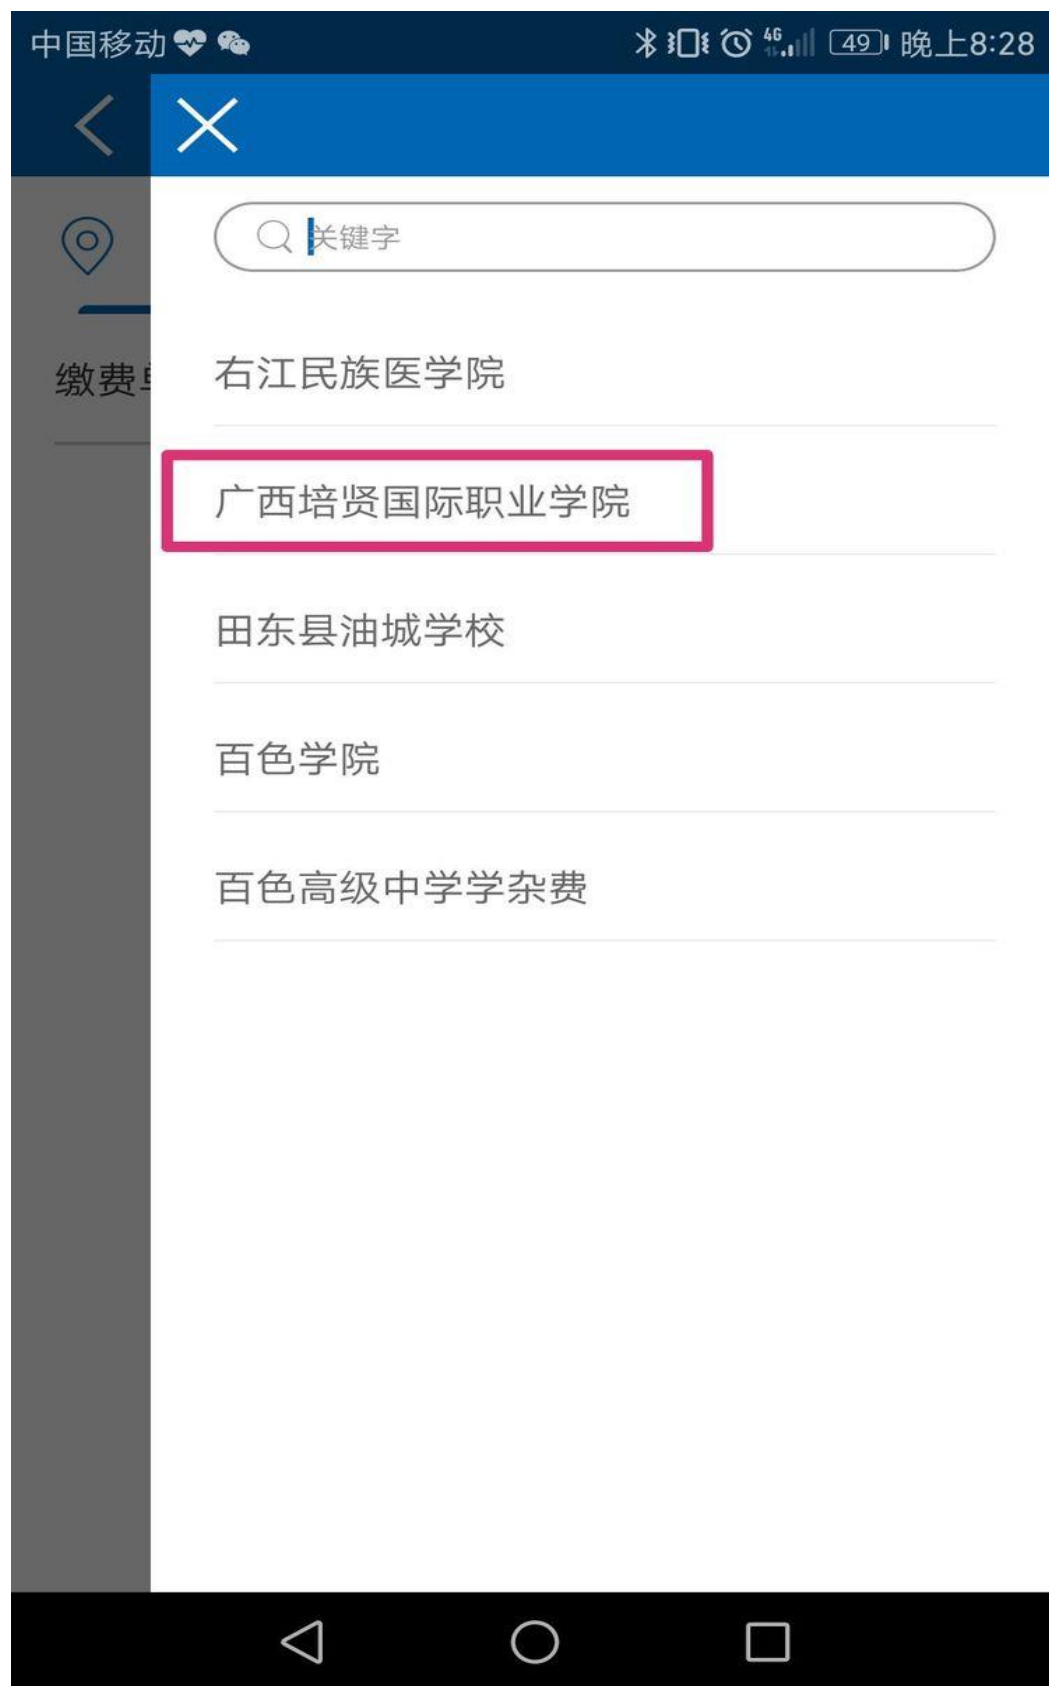 中国移动 4G 49 晚上8:28
关键字
缴费
右江民族医学院
广西培贤国际职业学院
田东县油城学校
百色学院
百色高级中学学杂费